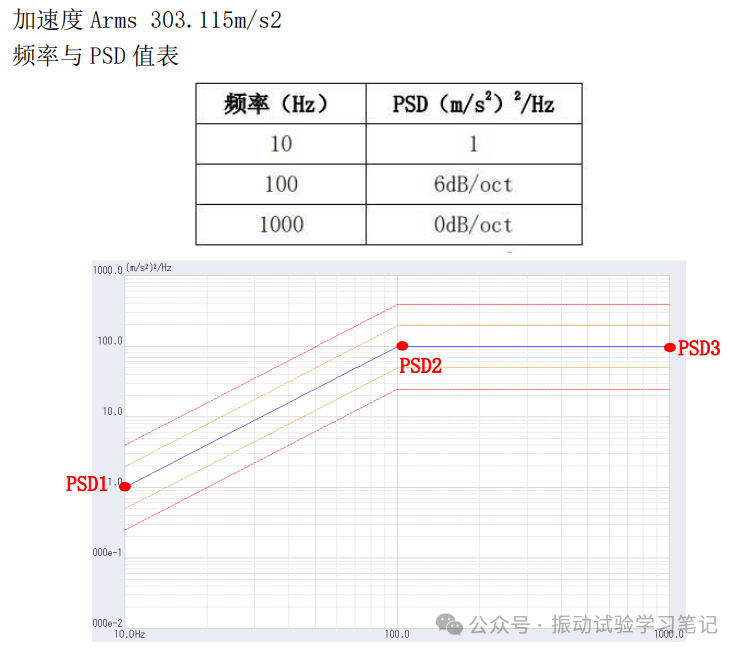 加速度 Arms 303.115m/s2
频率与 PSD 值表
频率（Hz） PSD（m/s²）²/Hz
10 1
100 6dB/oct
1000 0dB/oct
1000.0 (m/s²)²/Hz
100.0
PSD2
PSD3
10.0
PSD1 1.0
000e-1
000e-2
10.0Hz 100.0 1000.0
公众号 · 振动试验学习笔记